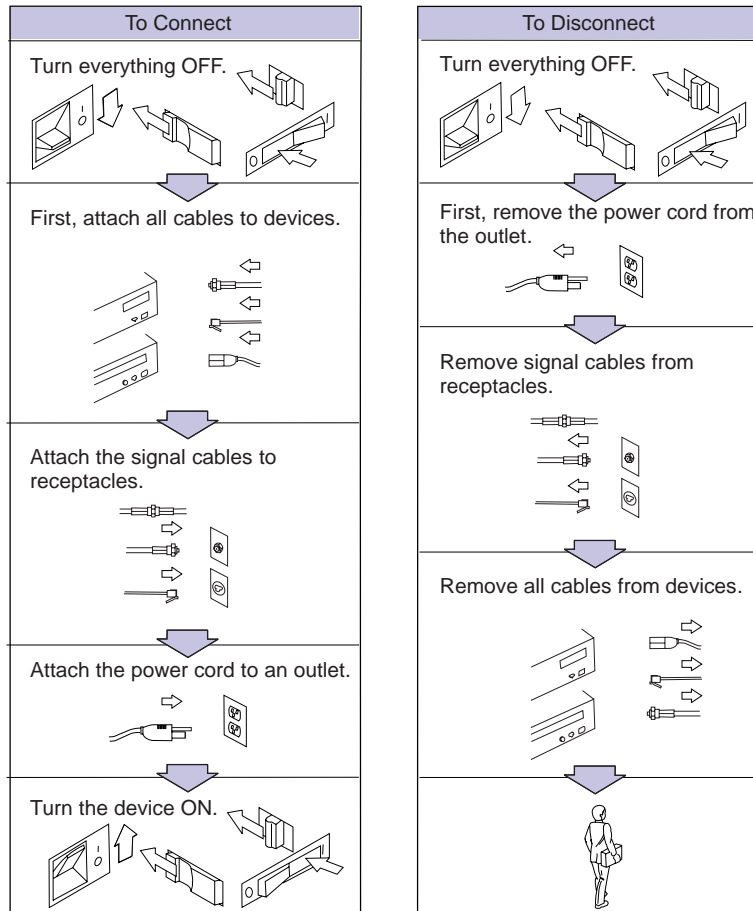 To Connect
Turn everything OFF.
First, attach all cables to devices.
Attach the signal cables to
receptacles.
Attach the power cord to an outlet.
Turn the device ON.
To Disconnect
Turn everything OFF.
First, remove the power cord from
the outlet.
Remove signal cables from
receptacles.
Remove all cables from devices.